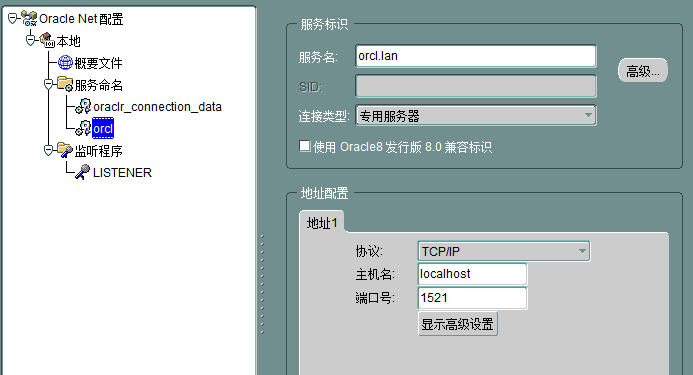 Oracle Net 配置
本地
概要文件
服务命名
oraclr_connection_data
orcl
监听程序
LISTENER
服务标识
服务名: orcl.lan
高级...
SID:
连接类型: 专用服务器
使用 Oracle8 发行版 8.0 兼容标识
地址配置
地址1
协议: TCP/IP
主机名: localhost
端口号: 1521
显示高级设置